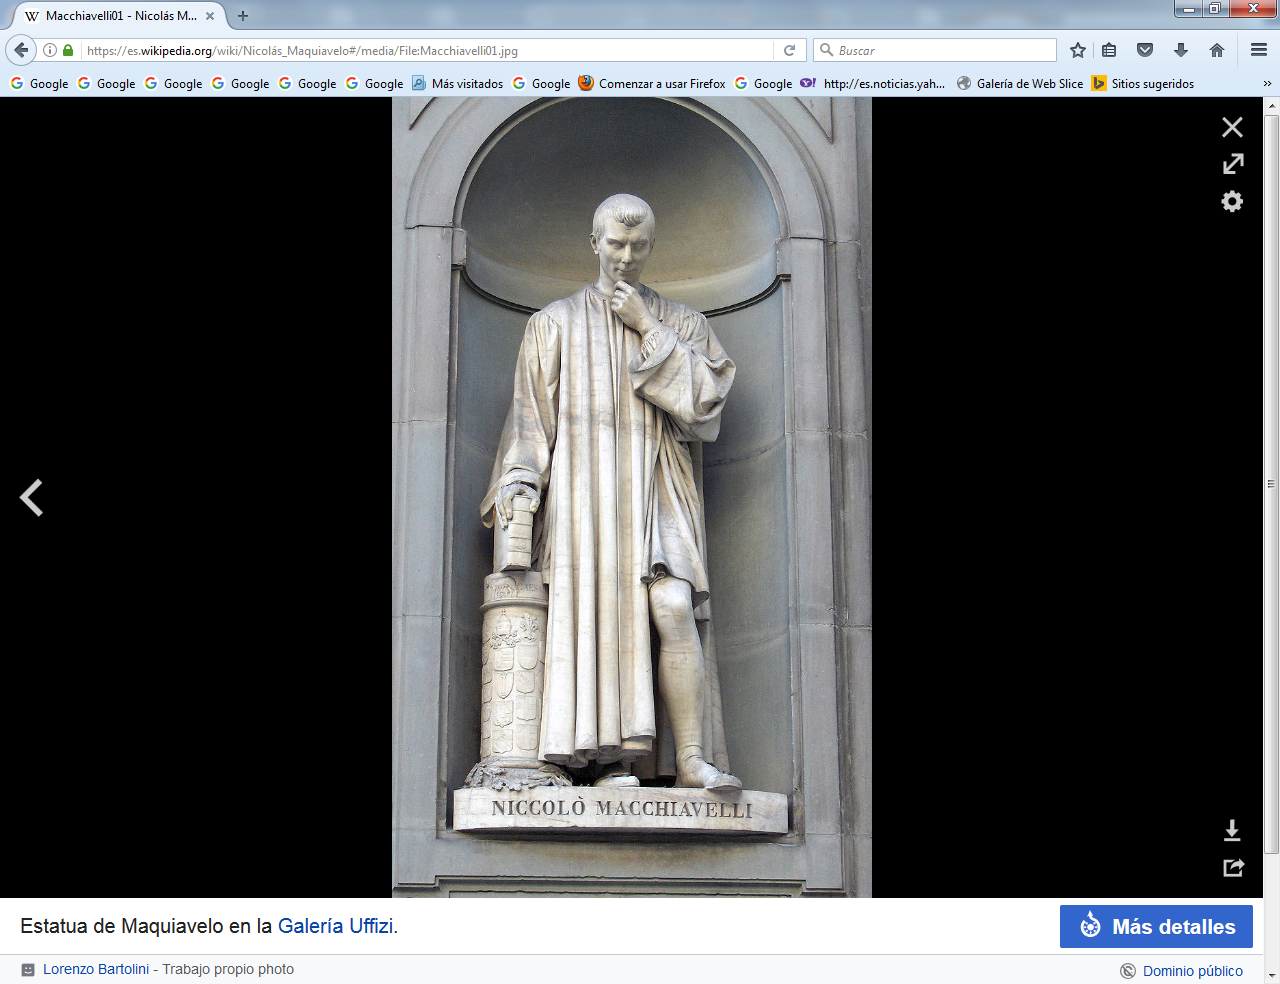 Macchiavelli01 - Nicolás M...
https://es.wikipedia.org/wiki/Nicolás_Maquiavelo#/media/File:Macchiavelli01.jpg
Buscar
Google Google Google Google Google Google Más visitados Google Comenzar a usar Firefox Google http://es.noticias.yah... Galería de Web Slice Sitios sugeridos
NICCOLÒ MACCHIAVELLI
Estatua de Maquiavelo en la Galería Uffizi.
Más detalles
Lorenzo Bartolini - Trabajo propio photo
Dominio público